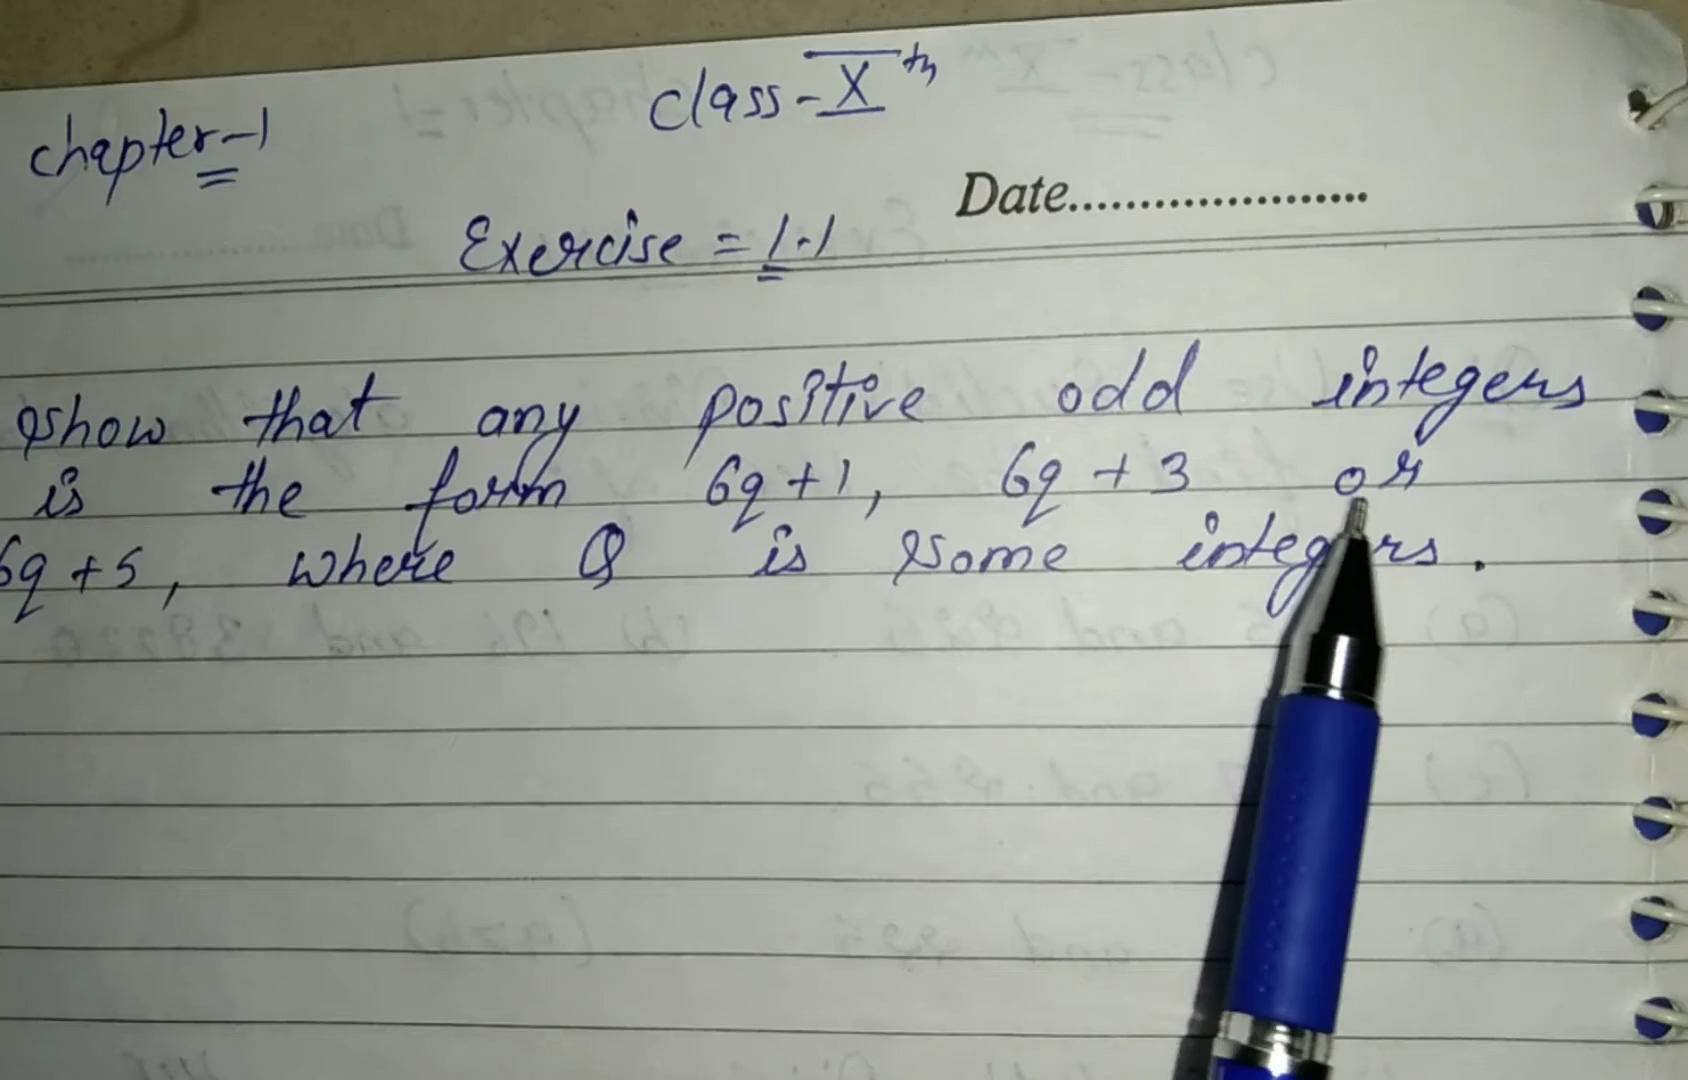 Class-Xth
chapter-1
Date.....................
Exercise = 1.1
show that any positive odd integers
is the form 6q+1, 6q+3 or
6q+5, where Q is some integers.